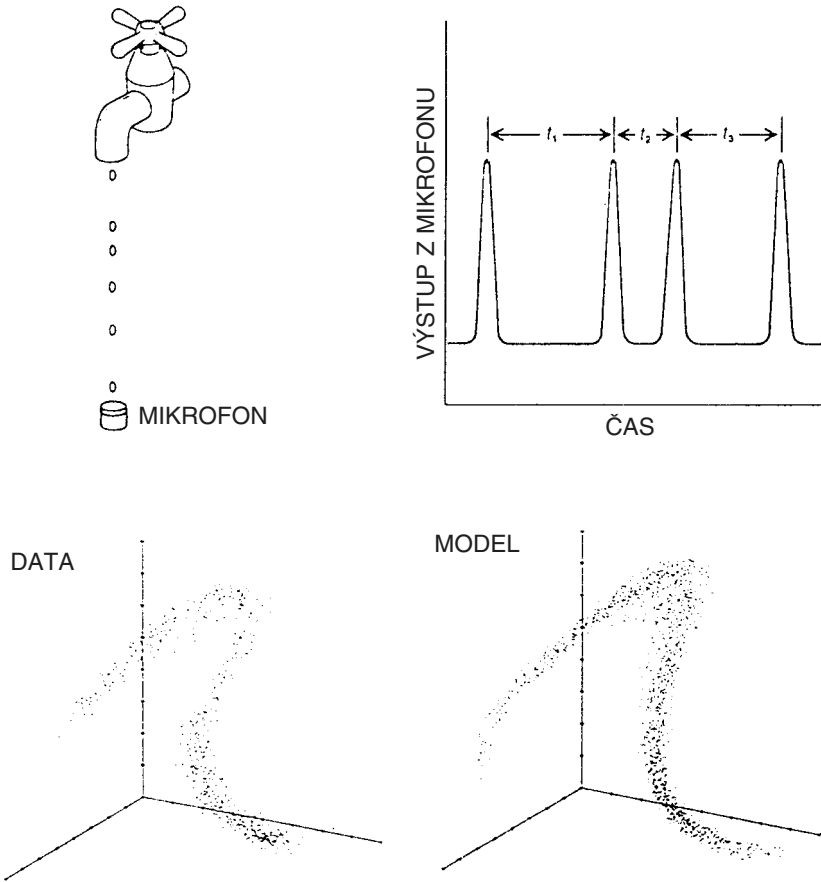 MIKROFON
VÝSTUP Z MIKROFONU
t₁
t₂
t₃
ČAS
DATA
MODEL